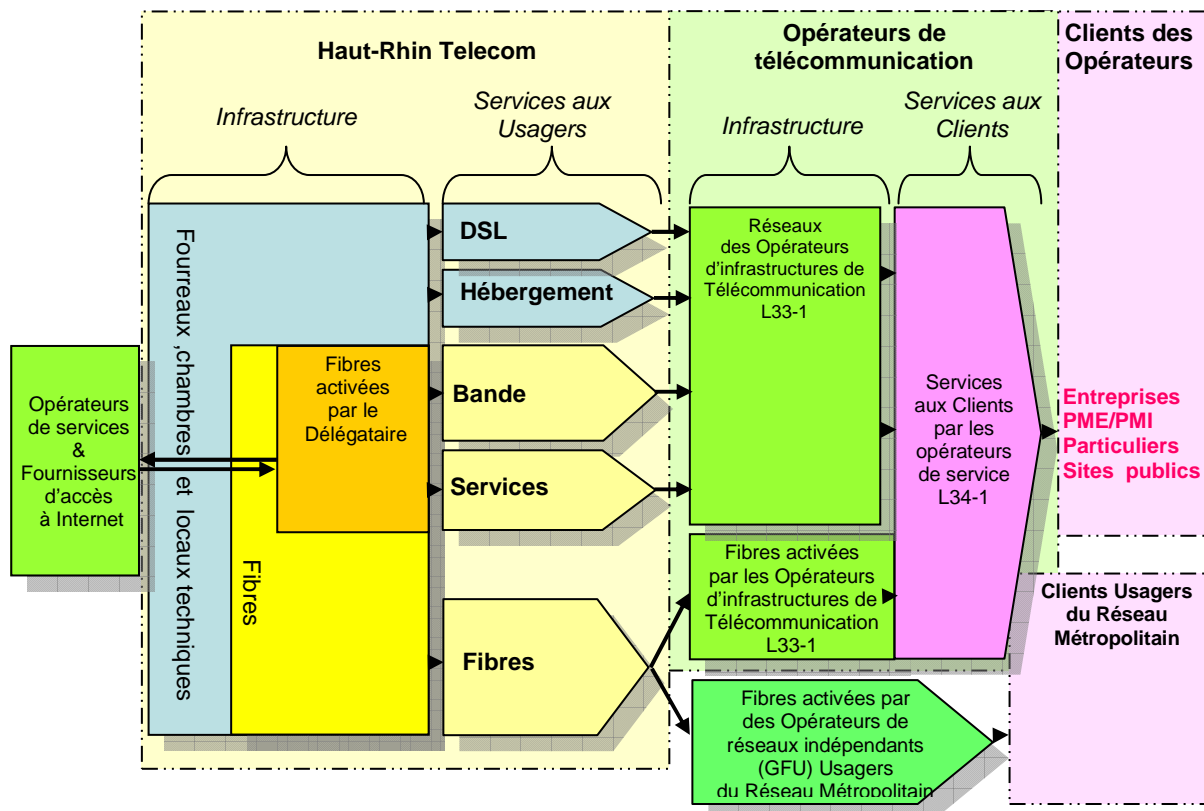 Haut-Rhin Telecom
Opérateurs de
télécommunication
Clients des
Opérateurs
Infrastructure
Services aux
Usagers
Infrastructure
Services aux
Clients
Opérateurs
de services
&
Fournisseurs
d'accès
à Internet
Fourreaux ,chambres et locaux techniques
Fibres
Fibres
activées
par le
Délégataire
DSL
Hébergement
Bande
Services
Fibres
Réseaux
des Opérateurs
d'infrastructures de
Télécommunication
L33-1
Fibres activées
par les Opérateurs
d'infrastructures de
Télécommunication
L33-1
Fibres activées par
des Opérateurs de
réseaux indépendants
(GFU) Usagers
du Réseau Métropolitain
Services
aux Clients
par les
opérateurs
de service
L34-1
Entreprises
PME/PMI
Particuliers
Sites publics
Clients Usagers
du Réseau
Métropolitain